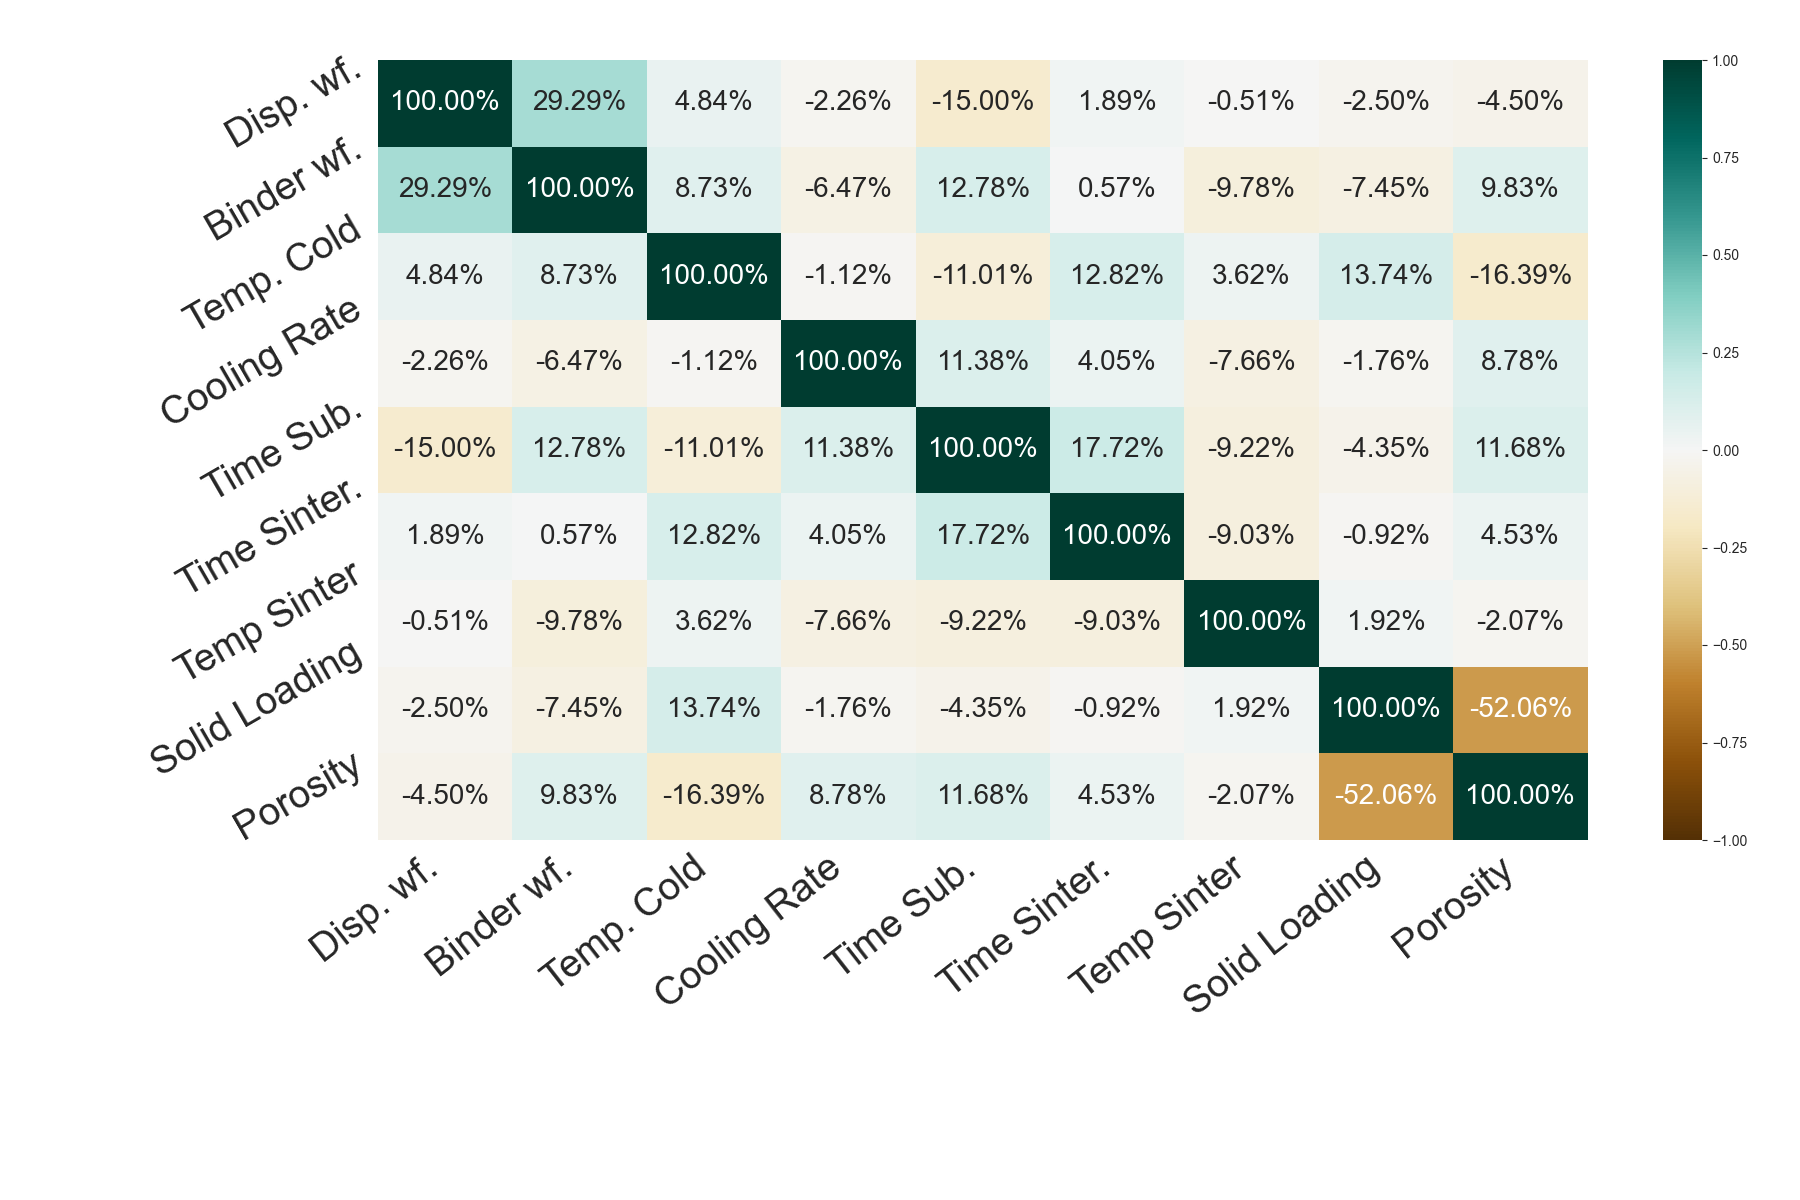 Disp. wf. 100.00% 29.29% 4.84% -2.26% -15.00% 1.89% -0.51% -2.50% -4.50%
Binder wf. 29.29% 100.00% 8.73% -6.47% 12.78% 0.57% -9.78% -7.45% 9.83%
Temp. Cold 4.84% 8.73% 100.00% -1.12% -11.01% 12.82% 3.62% 13.74% -16.39%
Cooling Rate -2.26% -6.47% -1.12% 100.00% 11.38% 4.05% -7.66% -1.76% 8.78%
Time Sub. -15.00% 12.78% -11.01% 11.38% 100.00% 17.72% -9.22% -4.35% 11.68%
Time Sinter. 1.89% 0.57% 12.82% 4.05% 17.72% 100.00% -9.03% -0.92% 4.53%
Temp Sinter -0.51% -9.78% 3.62% -7.66% -9.22% -9.03% 100.00% 1.92% -2.07%
Solid Loading -2.50% -7.45% 13.74% -1.76% -4.35% -0.92% 1.92% 100.00% -52.06%
Porosity -4.50% 9.83% -16.39% 8.78% 11.68% 4.53% -2.07% -52.06% 100.00%
Disp. wf. Binder wf. Temp. Cold Cooling Rate Time Sub. Time Sinter. Temp Sinter Solid Loading Porosity
1.00
0.75
0.50
0.25
0.00
−0.25
−0.50
−0.75
−1.00